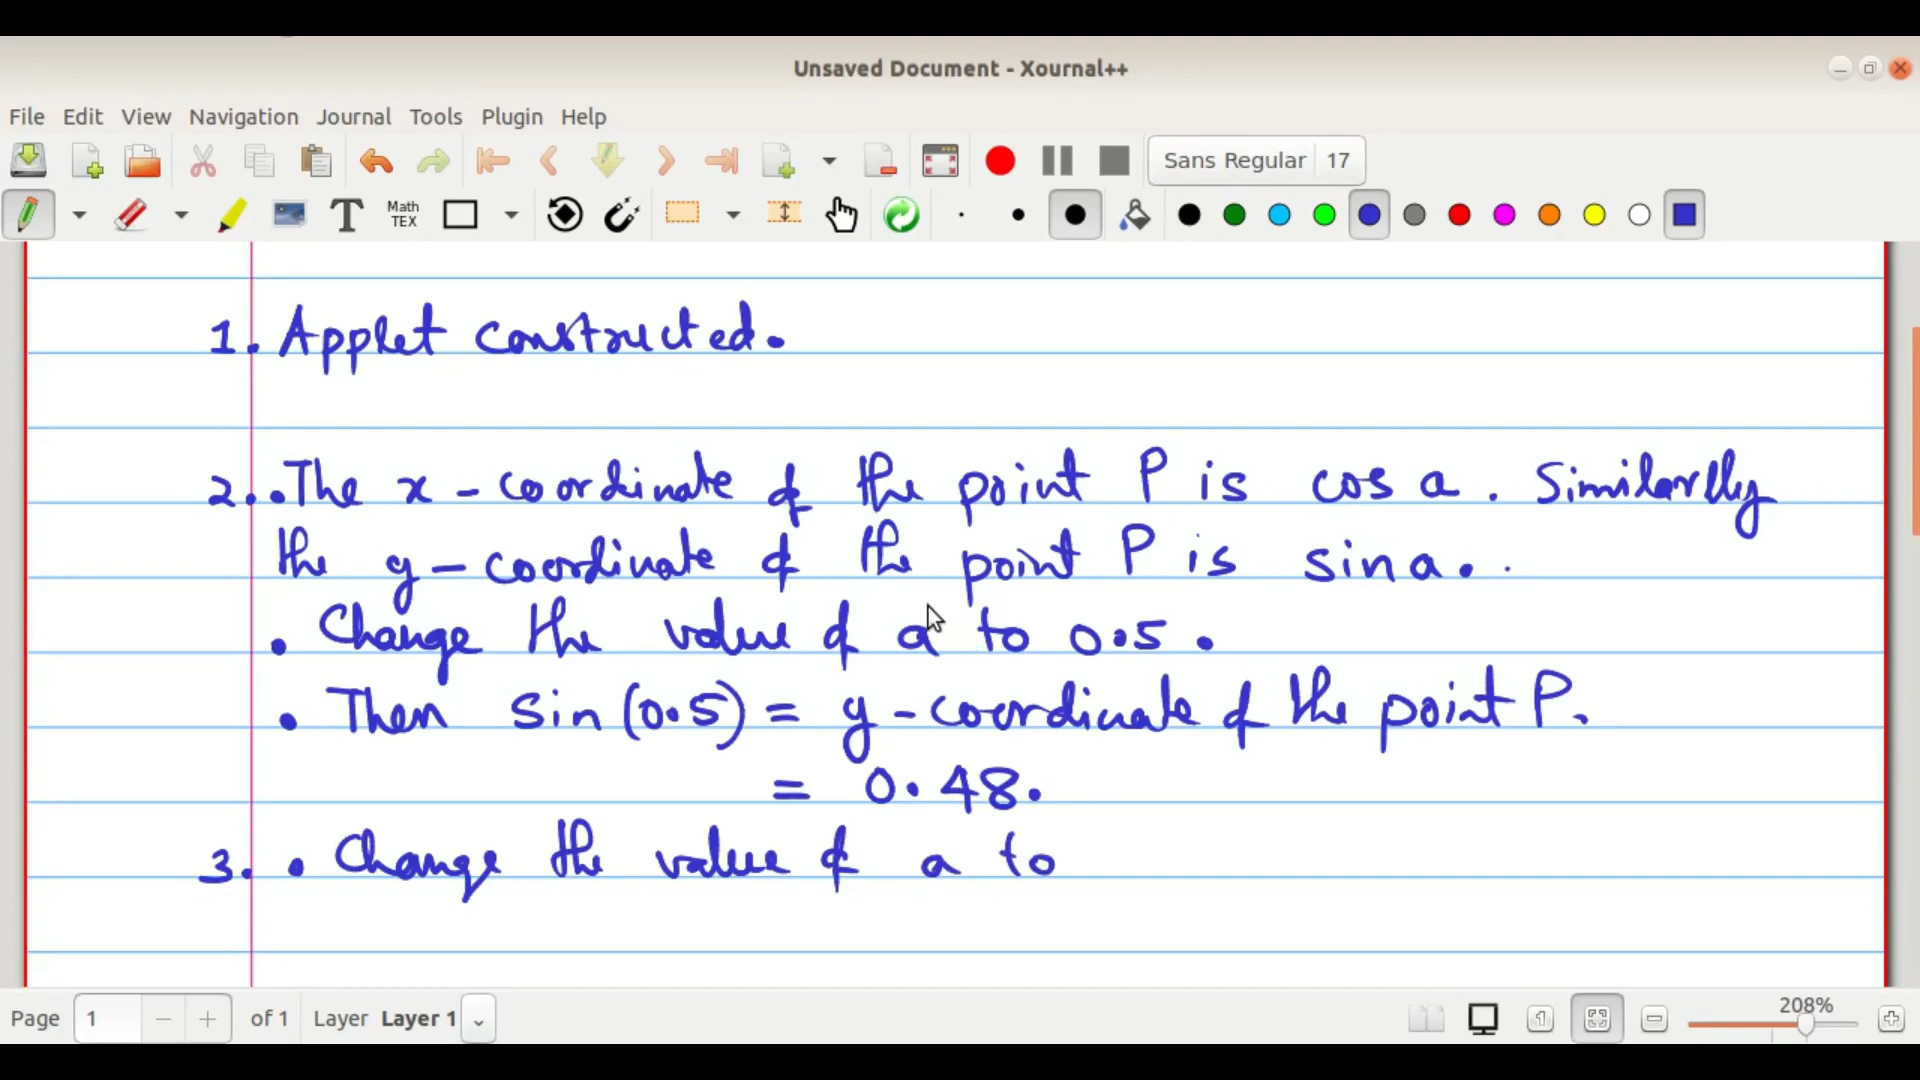 Unsaved Document - Xournal++
File Edit View Navigation Journal Tools Plugin Help
Sans Regular 17
T Math TEX
1. Applet constructed.
2. • The x - coordinate of the point P is cos a. Similarlly
the y - coordinate of the point P is sin a. .
• Change the value of a to 0.5.
• Then sin (0.5) = y - coordinate of the point P.
= 0.48.
3. • Change the value of a to
Page 1 of 1 Layer Layer 1 208%